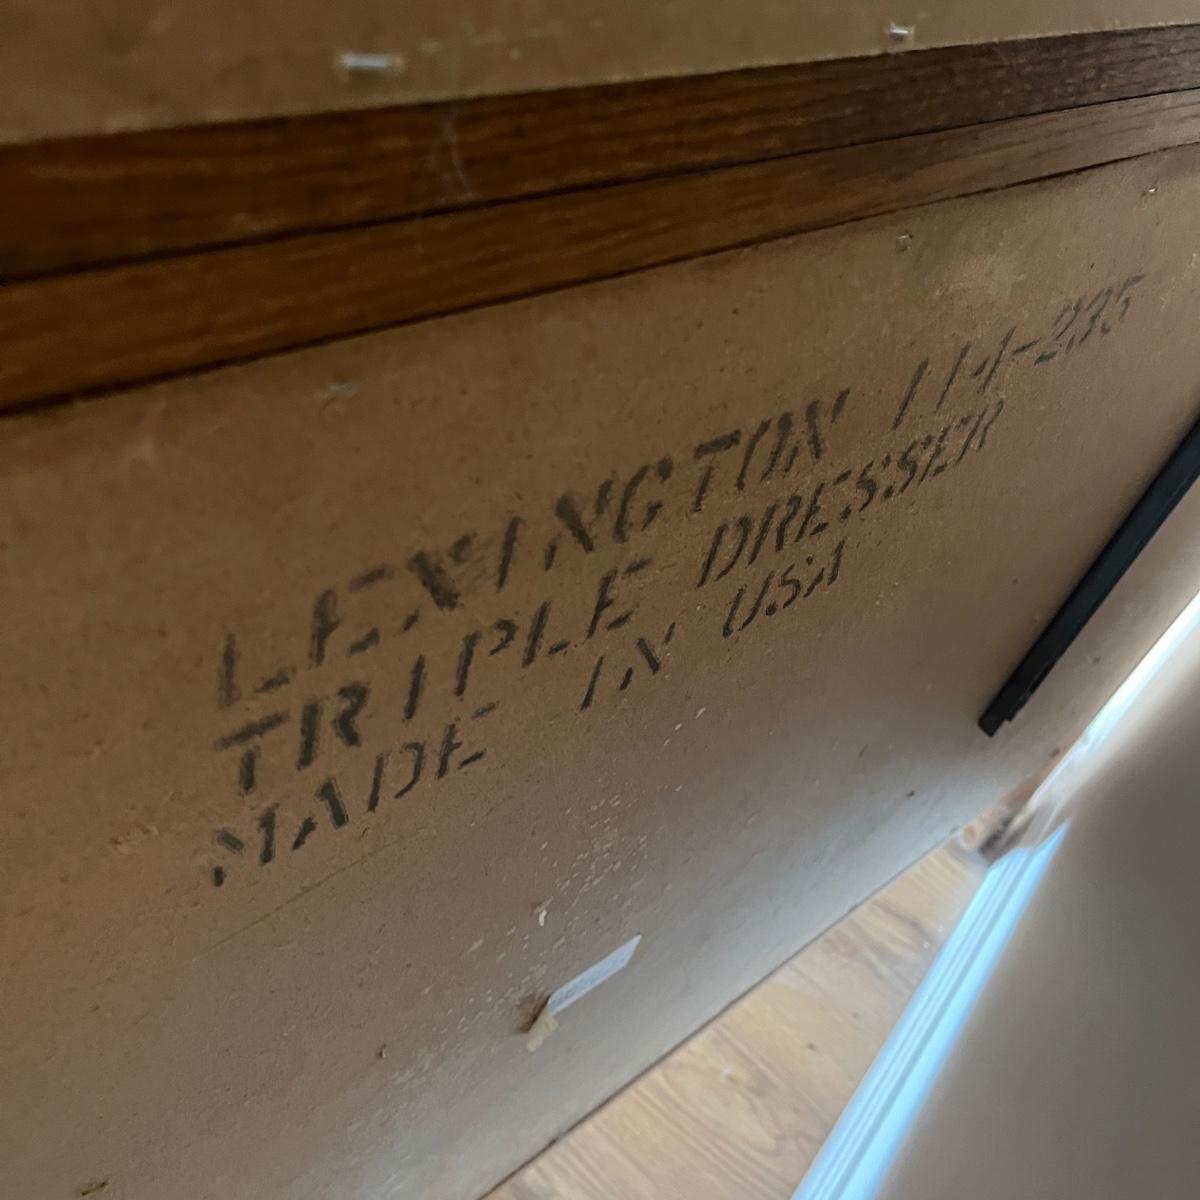 LEXINGTON 114-235
TRIPLE DRESSER
MADE IN USA